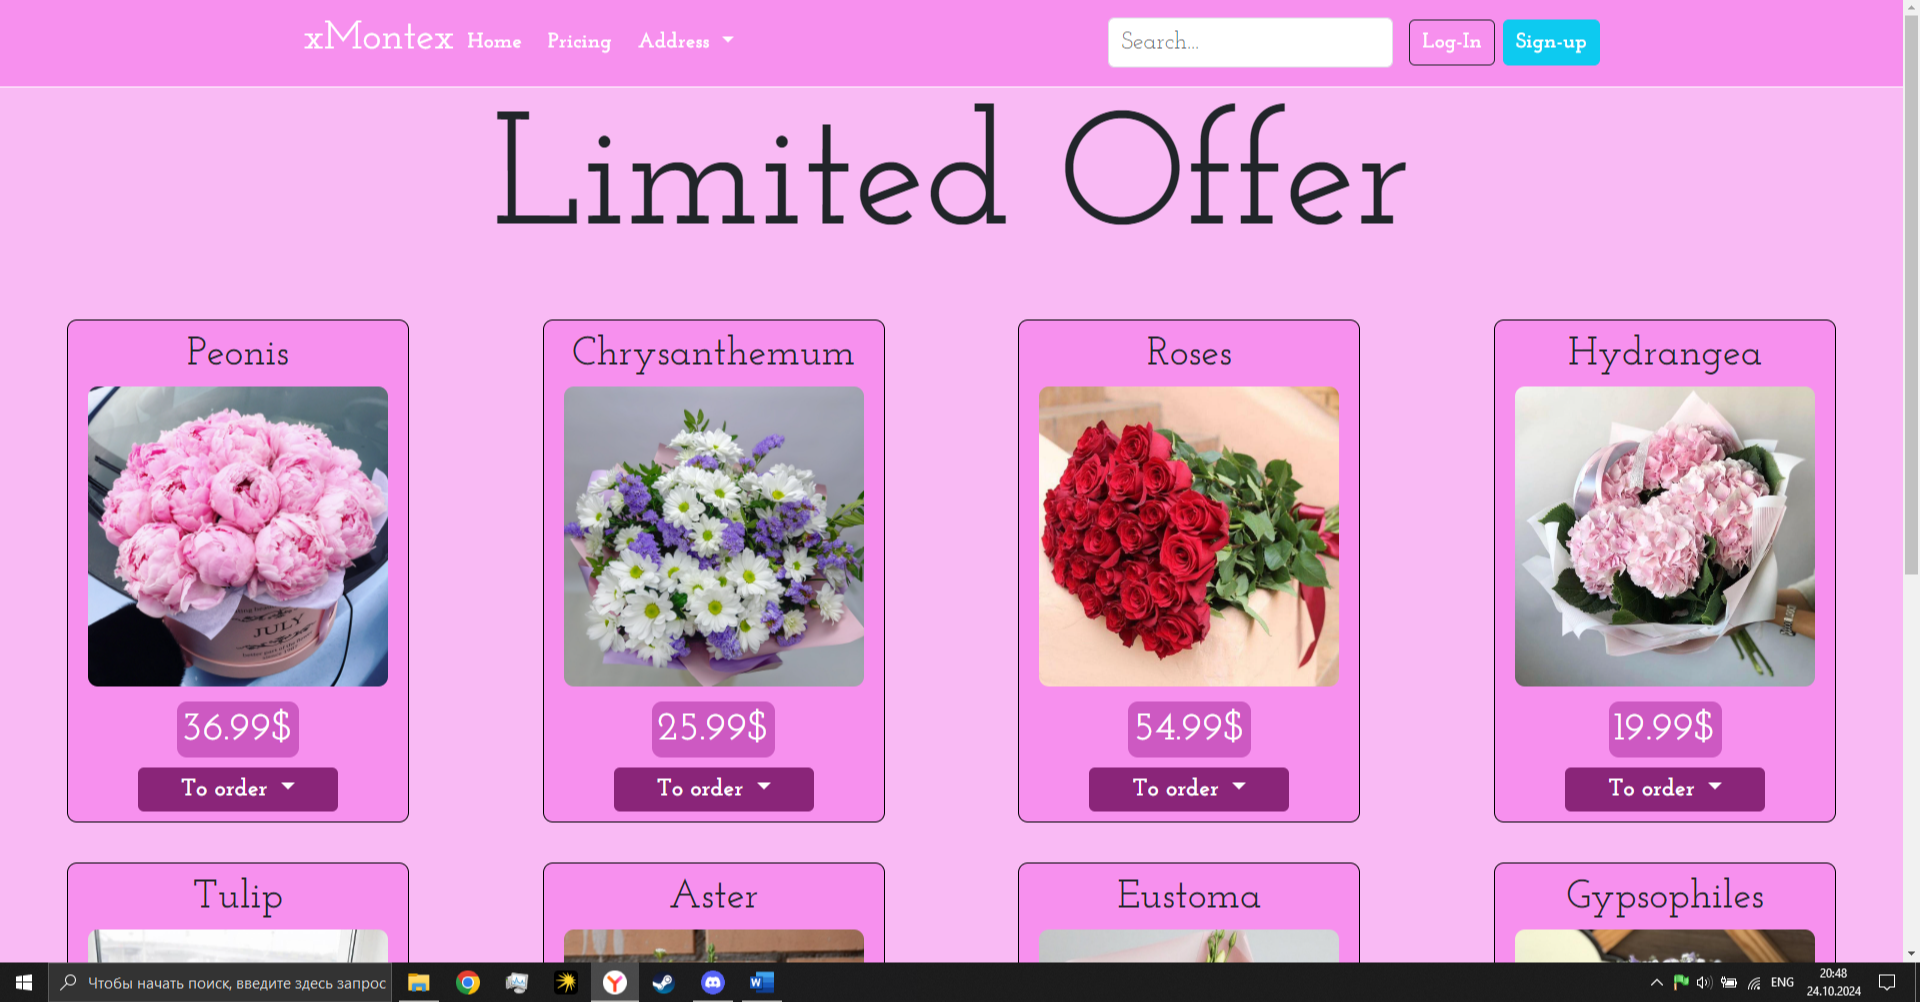 xMontex Home Pricing Address Search... Log-In Sign-up
Limited Offer
Peonis Chrysanthemum Roses Hydrangea
JULY
36.99$ 25.99$ 54.99$ 19.99$
To order To order To order To order
Tulip Aster Eustoma Gypsophiles
Чтобы начать поиск, введите здесь запрос ENG 20:48
24.10.2024